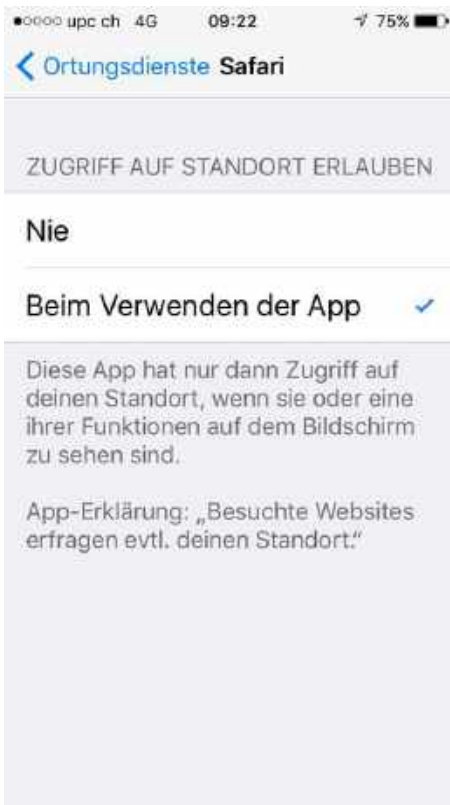 upc ch 4G 09:22 75%
Ortungsdienste Safari
ZUGRIFF AUF STANDORT ERLAUBEN
Nie
Beim Verwenden der App
Diese App hat nur dann Zugriff auf
deinen Standort, wenn sie oder eine
ihrer Funktionen auf dem Bildschirm
zu sehen sind.
App-Erklärung: „Besuchte Websites
erfragen evtl. deinen Standort.“